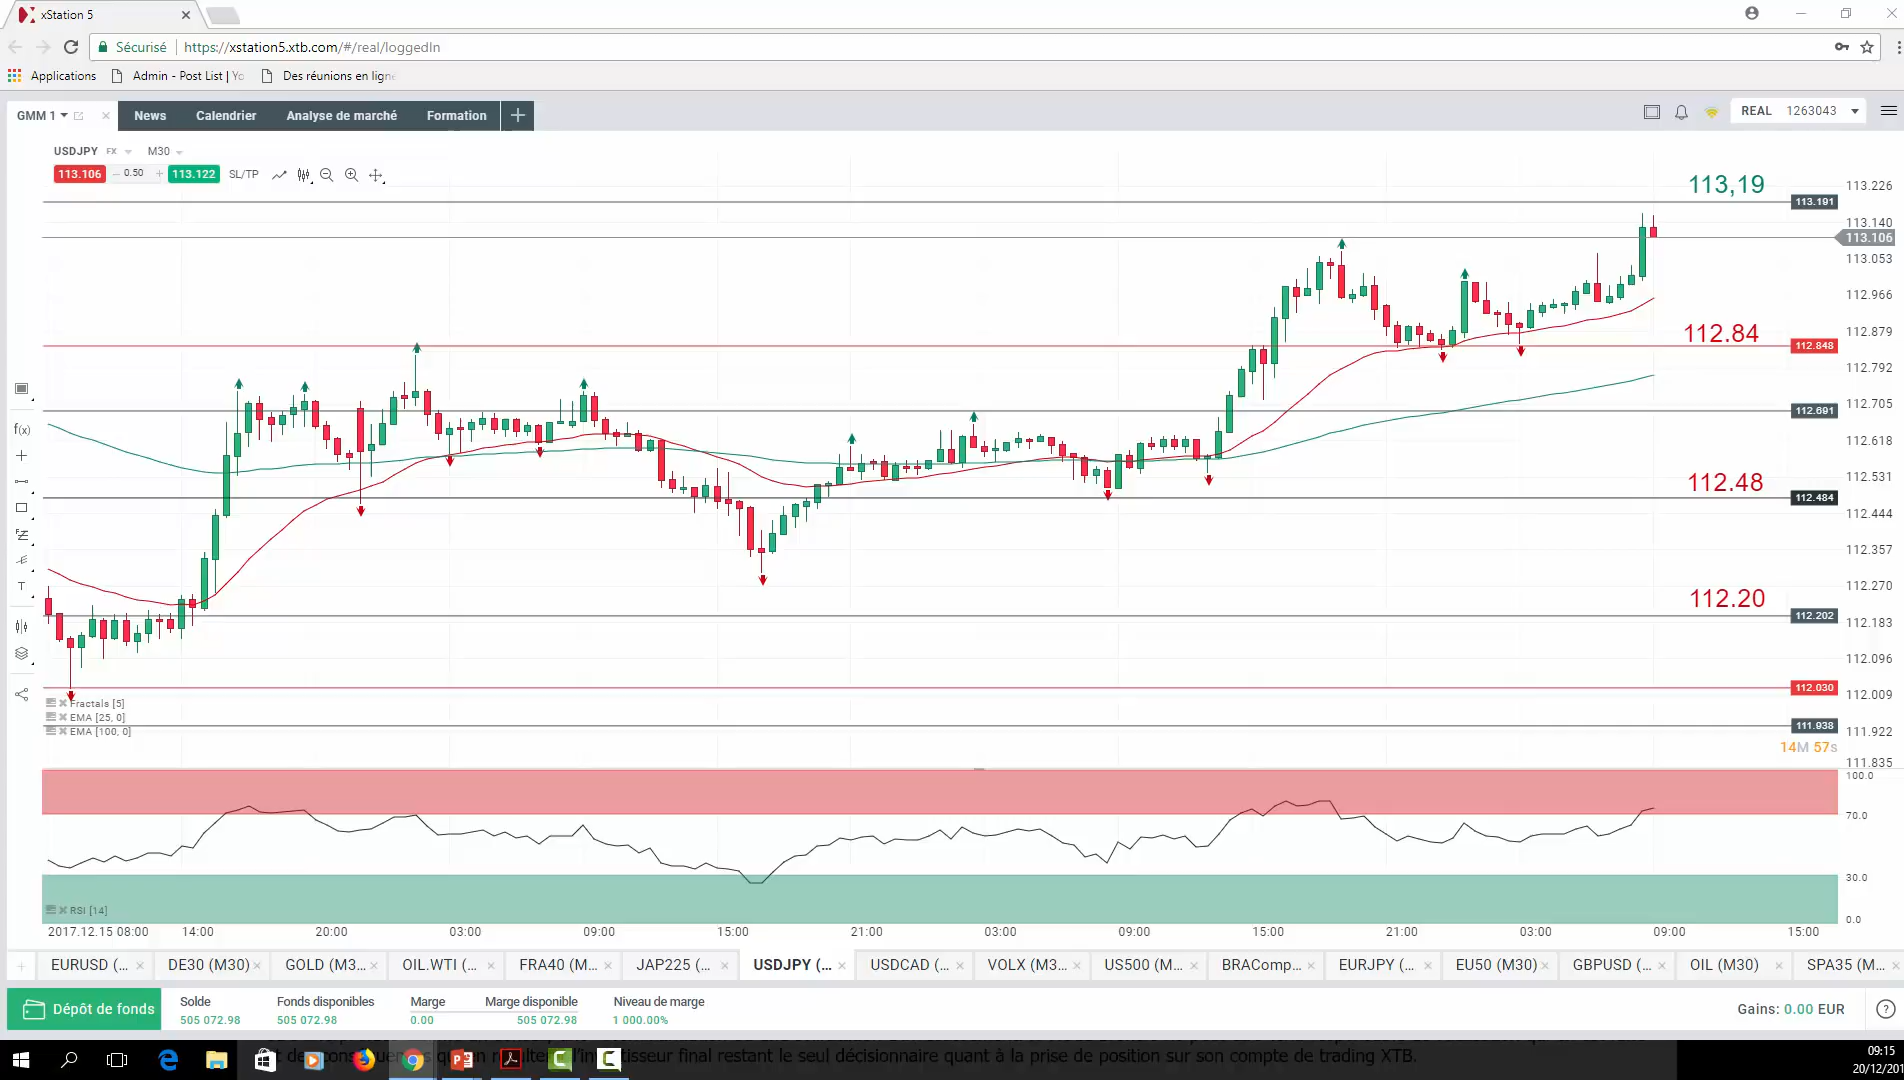 xStation 5
Sécurisé https://xstation5.xtb.com/#/real/loggedIn
Applications Admin - Post List | Yo Des réunions en ligne
GMM 1 News Calendrier Analyse de marché Formation REAL 1263043
USDJPY FX M30
113.106 0.50 113.122 SL/TP
113,19
113.226
113.191
113.140
113.106
113.053
112.966
112.84
112.879
112.848
112.792
112.691
112.705
112.618
112.531
112.48
112.484
112.444
112.357
112.270
112.20
112.202
112.183
112.096
112.030
112.009
Fractals [5]
EMA [25, 0]
EMA [100, 0]
111.938
111.922
14M 57s
111.835
100.0
70.0
30.0
RSI [14]
0.0
2017.12.15 08:00 14:00 20:00 03:00 09:00 15:00 21:00 03:00 09:00 15:00 21:00 03:00 09:00 15:00
EURUSD (... DE30 (M30) GOLD (M3... OIL.WTI (... FRA40 (M... JAP225 (... USDJPY (... USDCAD (... VOLX (M3... US500 (M... BRAComp... EURJPY (... EU50 (M30) GBPUSD (... OIL (M30) SPA35 (M...
Dépôt de fonds
Solde Fonds disponibles Marge Marge disponible Niveau de marge
505 072.98 505 072.98 0.00 505 072.98 1 000.00%
Gains: 0.00 EUR
l'investisseur final restant le seul décisionnaire quant à la prise de position sur son compte de trading XTB.
09:15
20/12/201